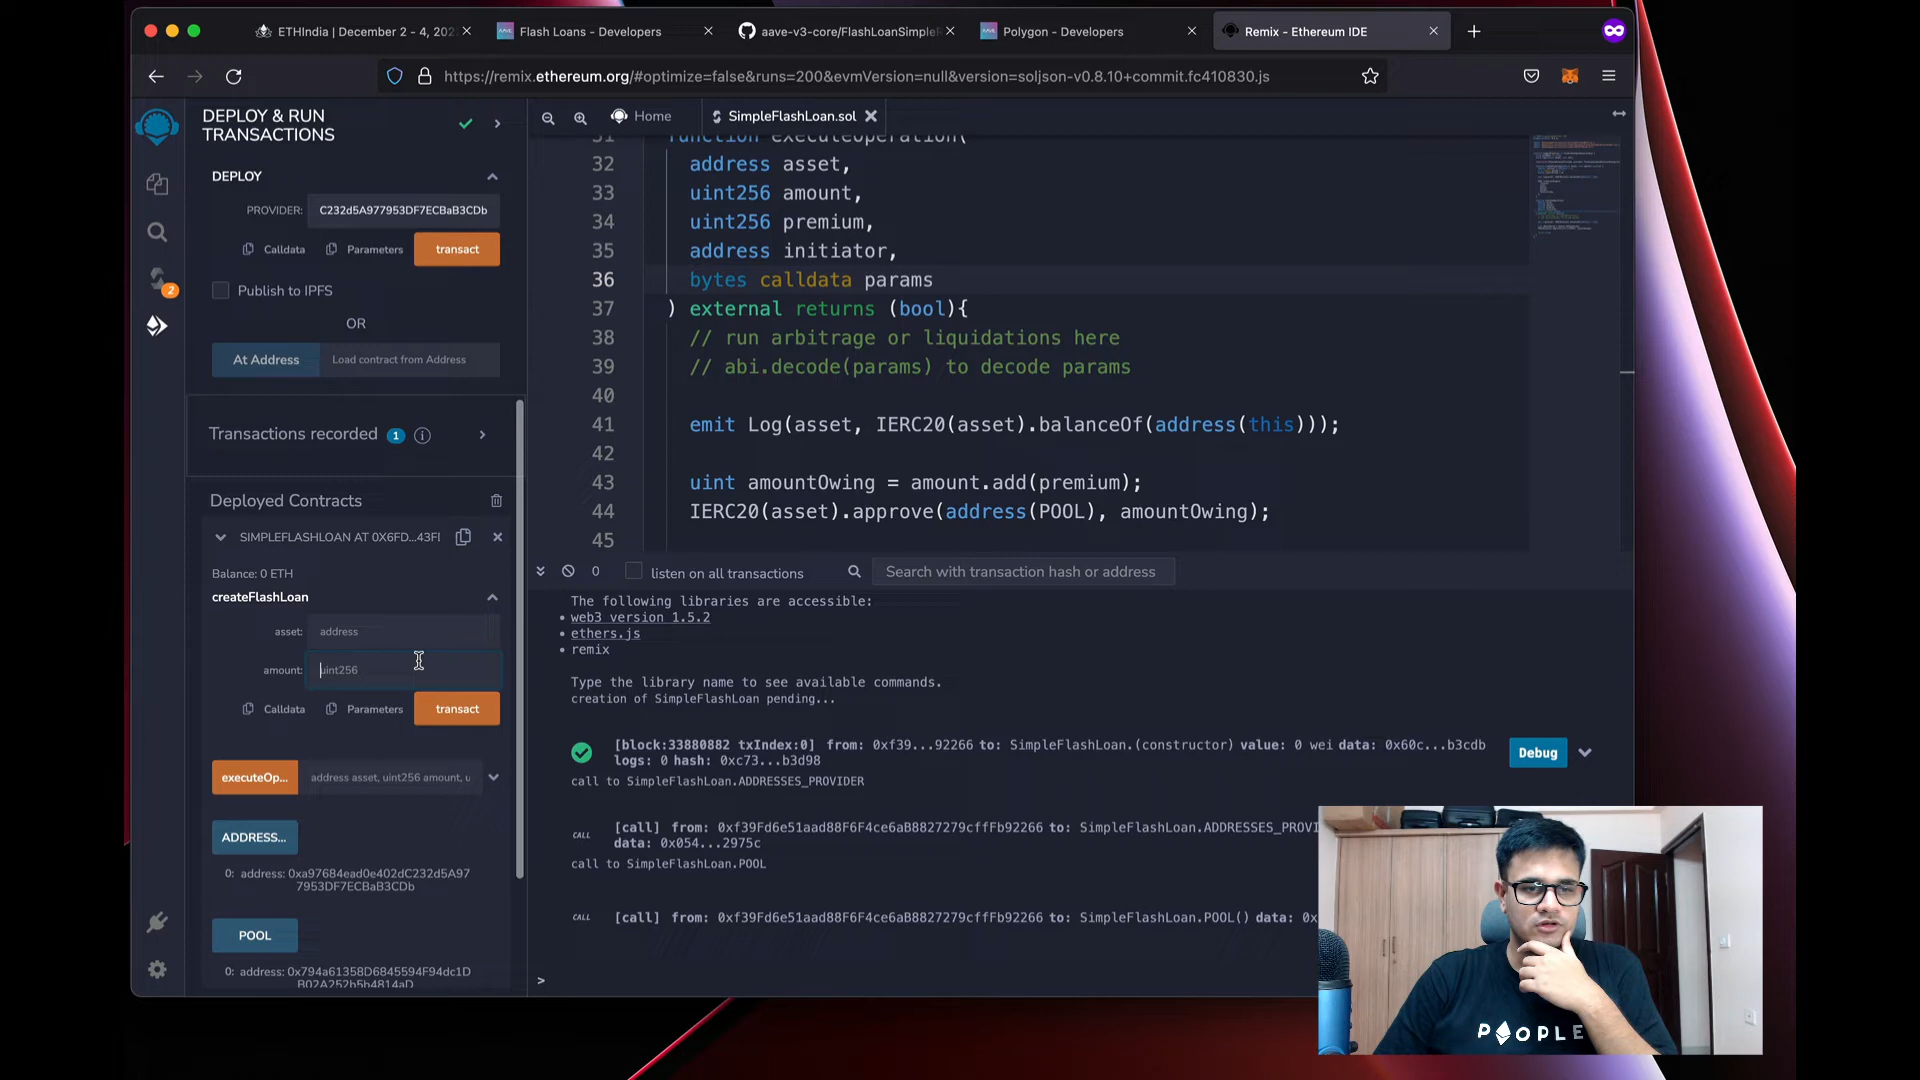 ETHIndia | December 2 - 4, 202
Flash Loans - Developers
aave-v3-core/FlashLoanSimple
Polygon - Developers
Remix - Ethereum IDE
https://remix.ethereum.org/#optimize=false&runs=200&evmVersion=null&version=soljson-v0.8.10+commit.fc410830.js
DEPLOY & RUN
TRANSACTIONS
DEPLOY
PROVIDER: C232d5A977953DF7ECBaB3CDb
Calldata Parameters transact
Publish to IPFS
OR
At Address Load contract from Address
Transactions recorded 1
Deployed Contracts
SIMPLEFLASHLOAN AT 0X6FD...43FI
Balance: 0 ETH
createFlashLoan
asset: address
amount: uint256
Calldata Parameters transact
executeOp... address asset, uint256 amount, u
ADDRESS...
0: address: 0xa97684ead0e402dC232d5A97
7953DF7ECBaB3CDb
POOL
0: address: 0x794a61358D6845594F94dc1D
B02A252b5b4814aD
2
Home SimpleFlashLoan.sol
31 function executeOperation(
32 address asset,
33 uint256 amount,
34 uint256 premium,
35 address initiator,
36 bytes calldata params
37 ) external returns (bool){
38 // run arbitrage or liquidations here
39 // abi.decode(params) to decode params
40
41 emit Log(asset, IERC20(asset).balanceOf(address(this)));
42
43 uint amountOwing = amount.add(premium);
44 IERC20(asset).approve(address(POOL), amountOwing);
45
0 listen on all transactions Search with transaction hash or address
The following libraries are accessible:
• web3 version 1.5.2
• ethers.js
• remix
Type the library name to see available commands.
creation of SimpleFlashLoan pending...
[block:33880882 txIndex:0] from: 0xf39...92266 to: SimpleFlashLoan.(constructor) value: 0 wei data: 0x60c...b3cdb
logs: 0 hash: 0xc73...b3d98
Debug
call to SimpleFlashLoan.ADDRESSES_PROVIDER
CALL [call] from: 0xf39Fd6e51aad88F6F4ce6aB8827279cffFb92266 to: SimpleFlashLoan.ADDRESSES_PROVI
data: 0x054...2975c
call to SimpleFlashLoan.POOL
CALL [call] from: 0xf39Fd6e51aad88F6F4ce6aB8827279cffFb92266 to: SimpleFlashLoan.POOL() data: 0x
>
P OPLE